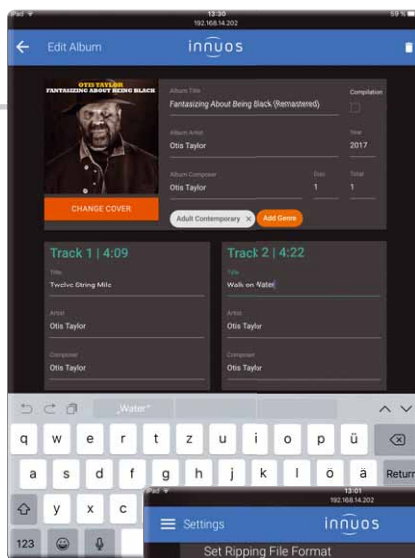 iPad
13:30
59 %
192.168.14.202
Edit Album
innuos
OTIS TAYLOR
FANTASIZING ABOUT BEING BLACK
CHANGE COVER
Album Title
Compilation
Fantasizing About Being Black (Remastered)
Album Artist
Year
Otis Taylor
2017
Album Composer
Disc
Total
Otis Taylor
1
1
Adult Contemporary ×
Add Genre
Track 1 | 4:09
Title
Twelve String Mile
Artist
Otis Taylor
Composer
Otis Taylor
Track 2 | 4:22
Title
Walk on Water
Artist
Otis Taylor
Composer
Otis Taylor
„Water“
q w e r t z u i o p ü
a s d f g h j k l ö ä Return
y x c
123
iPad
13:01
192.168.14.202
Settings
innuos
Set Ripping File Format